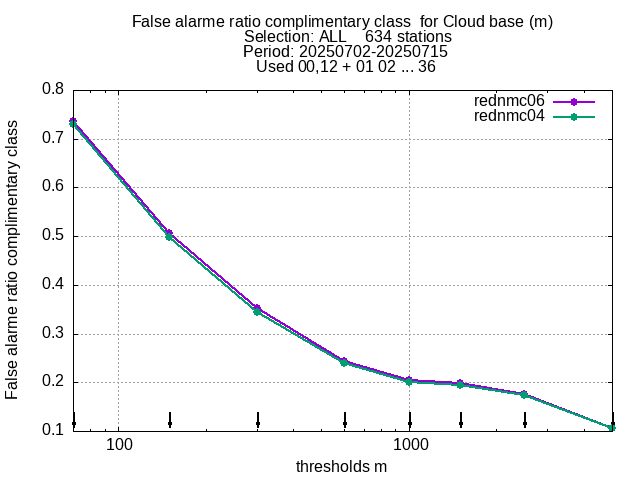 False alarme ratio complimentary class  for Cloud base (m)
Selection: ALL    634 stations
Period: 20250702-20250715
Used 00,12 + 01 02 ... 36
rednmc06
rednmc04
False alarme ratio complimentary class
0.8
0.7
0.6
0.5
0.4
0.3
0.2
0.1
100
1000
thresholds m